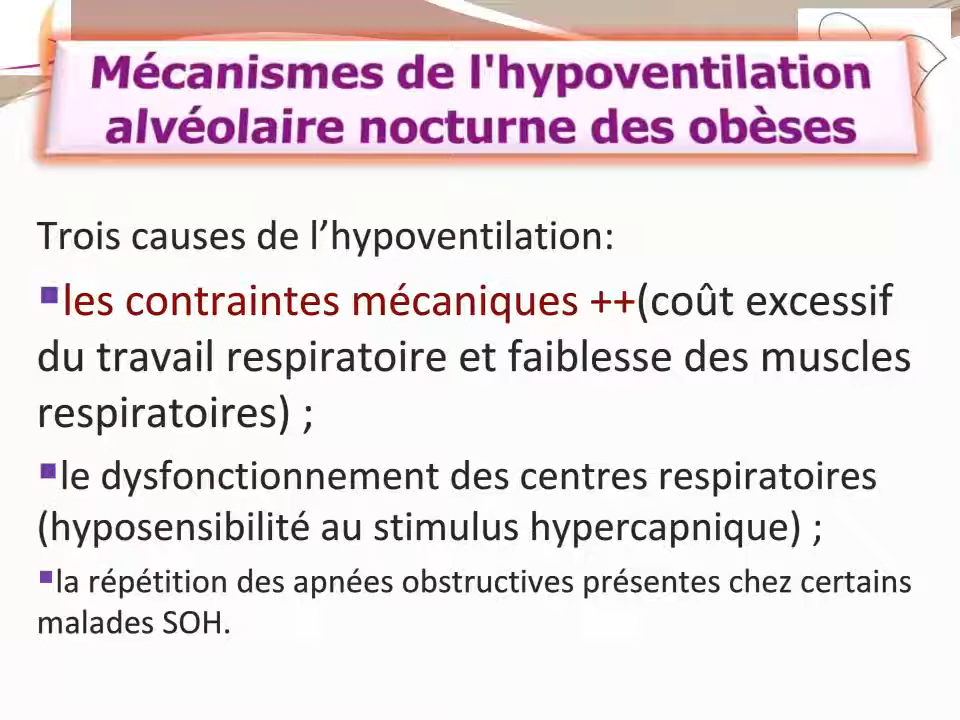 Mécanismes de l'hypoventilation
alvéolaire nocturne des obèses
Trois causes de l’hypoventilation:
▪les contraintes mécaniques ++(coût excessif
du travail respiratoire et faiblesse des muscles
respiratoires) ;
▪le dysfonctionnement des centres respiratoires
(hyposensibilité au stimulus hypercapnique) ;
▪la répétition des apnées obstructives présentes chez certains
malades SOH.